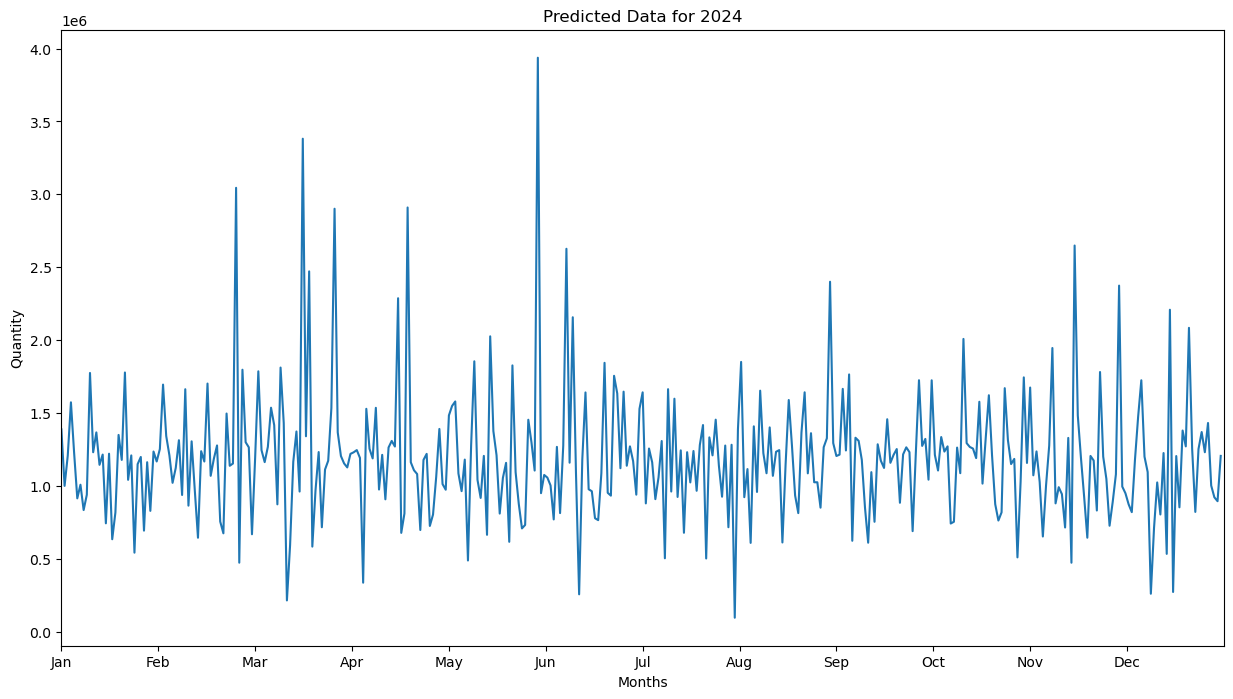 Predicted Data for 2024
1e6
4.0
3.5
3.0
2.5
2.0
1.5
1.0
0.5
0.0
Quantity
Jan Feb Mar Apr May Jun Jul Aug Sep Oct Nov Dec
Months